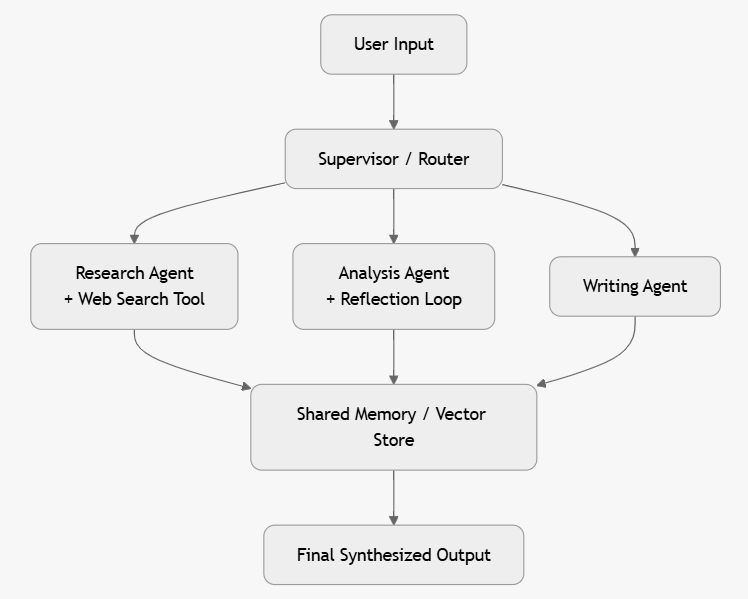 User Input
Supervisor / Router
Research Agent
+ Web Search Tool
Analysis Agent
+ Reflection Loop
Writing Agent
Shared Memory / Vector
Store
Final Synthesized Output